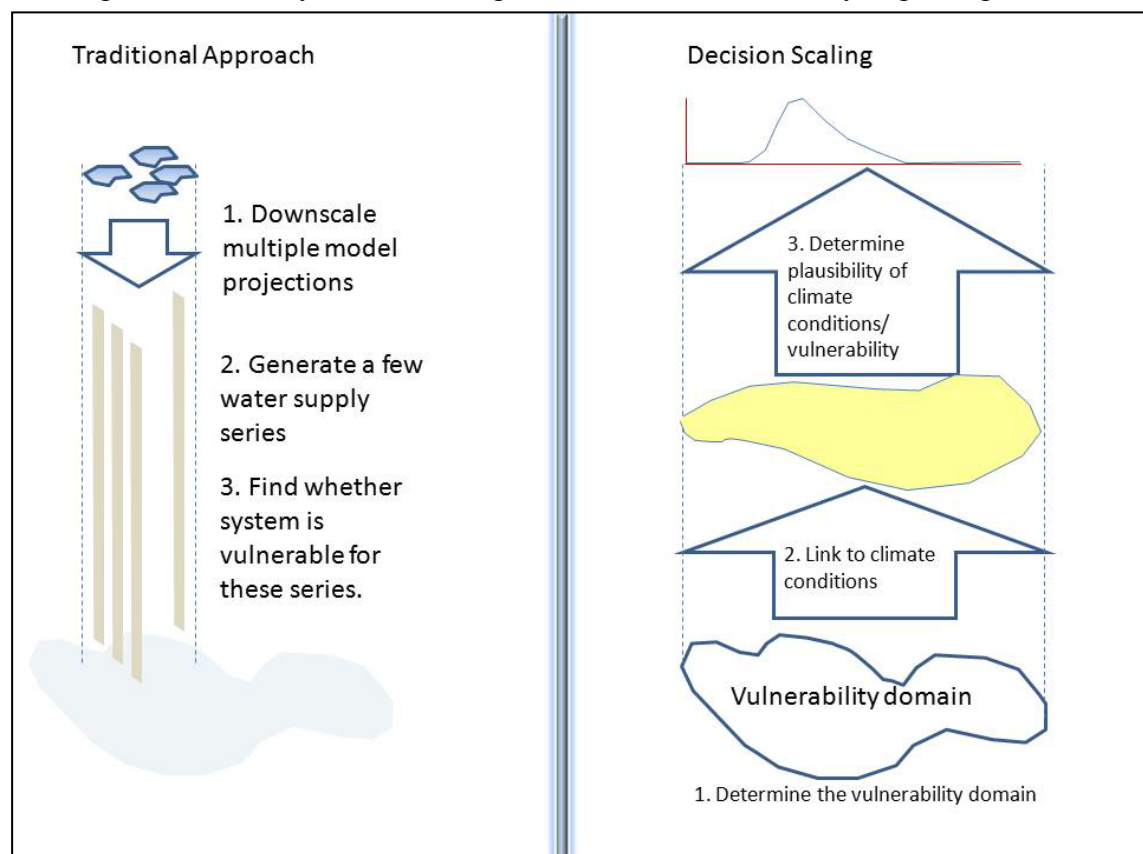 Traditional Approach
1. Downscale
multiple model
projections
2. Generate a few
water supply
series
3. Find whether
system is
vulnerable for
these series.
Decision Scaling
3. Determine
plausibility of
climate
conditions/
vulnerability
2. Link to climate
conditions
Vulnerability domain
1. Determine the vulnerability domain